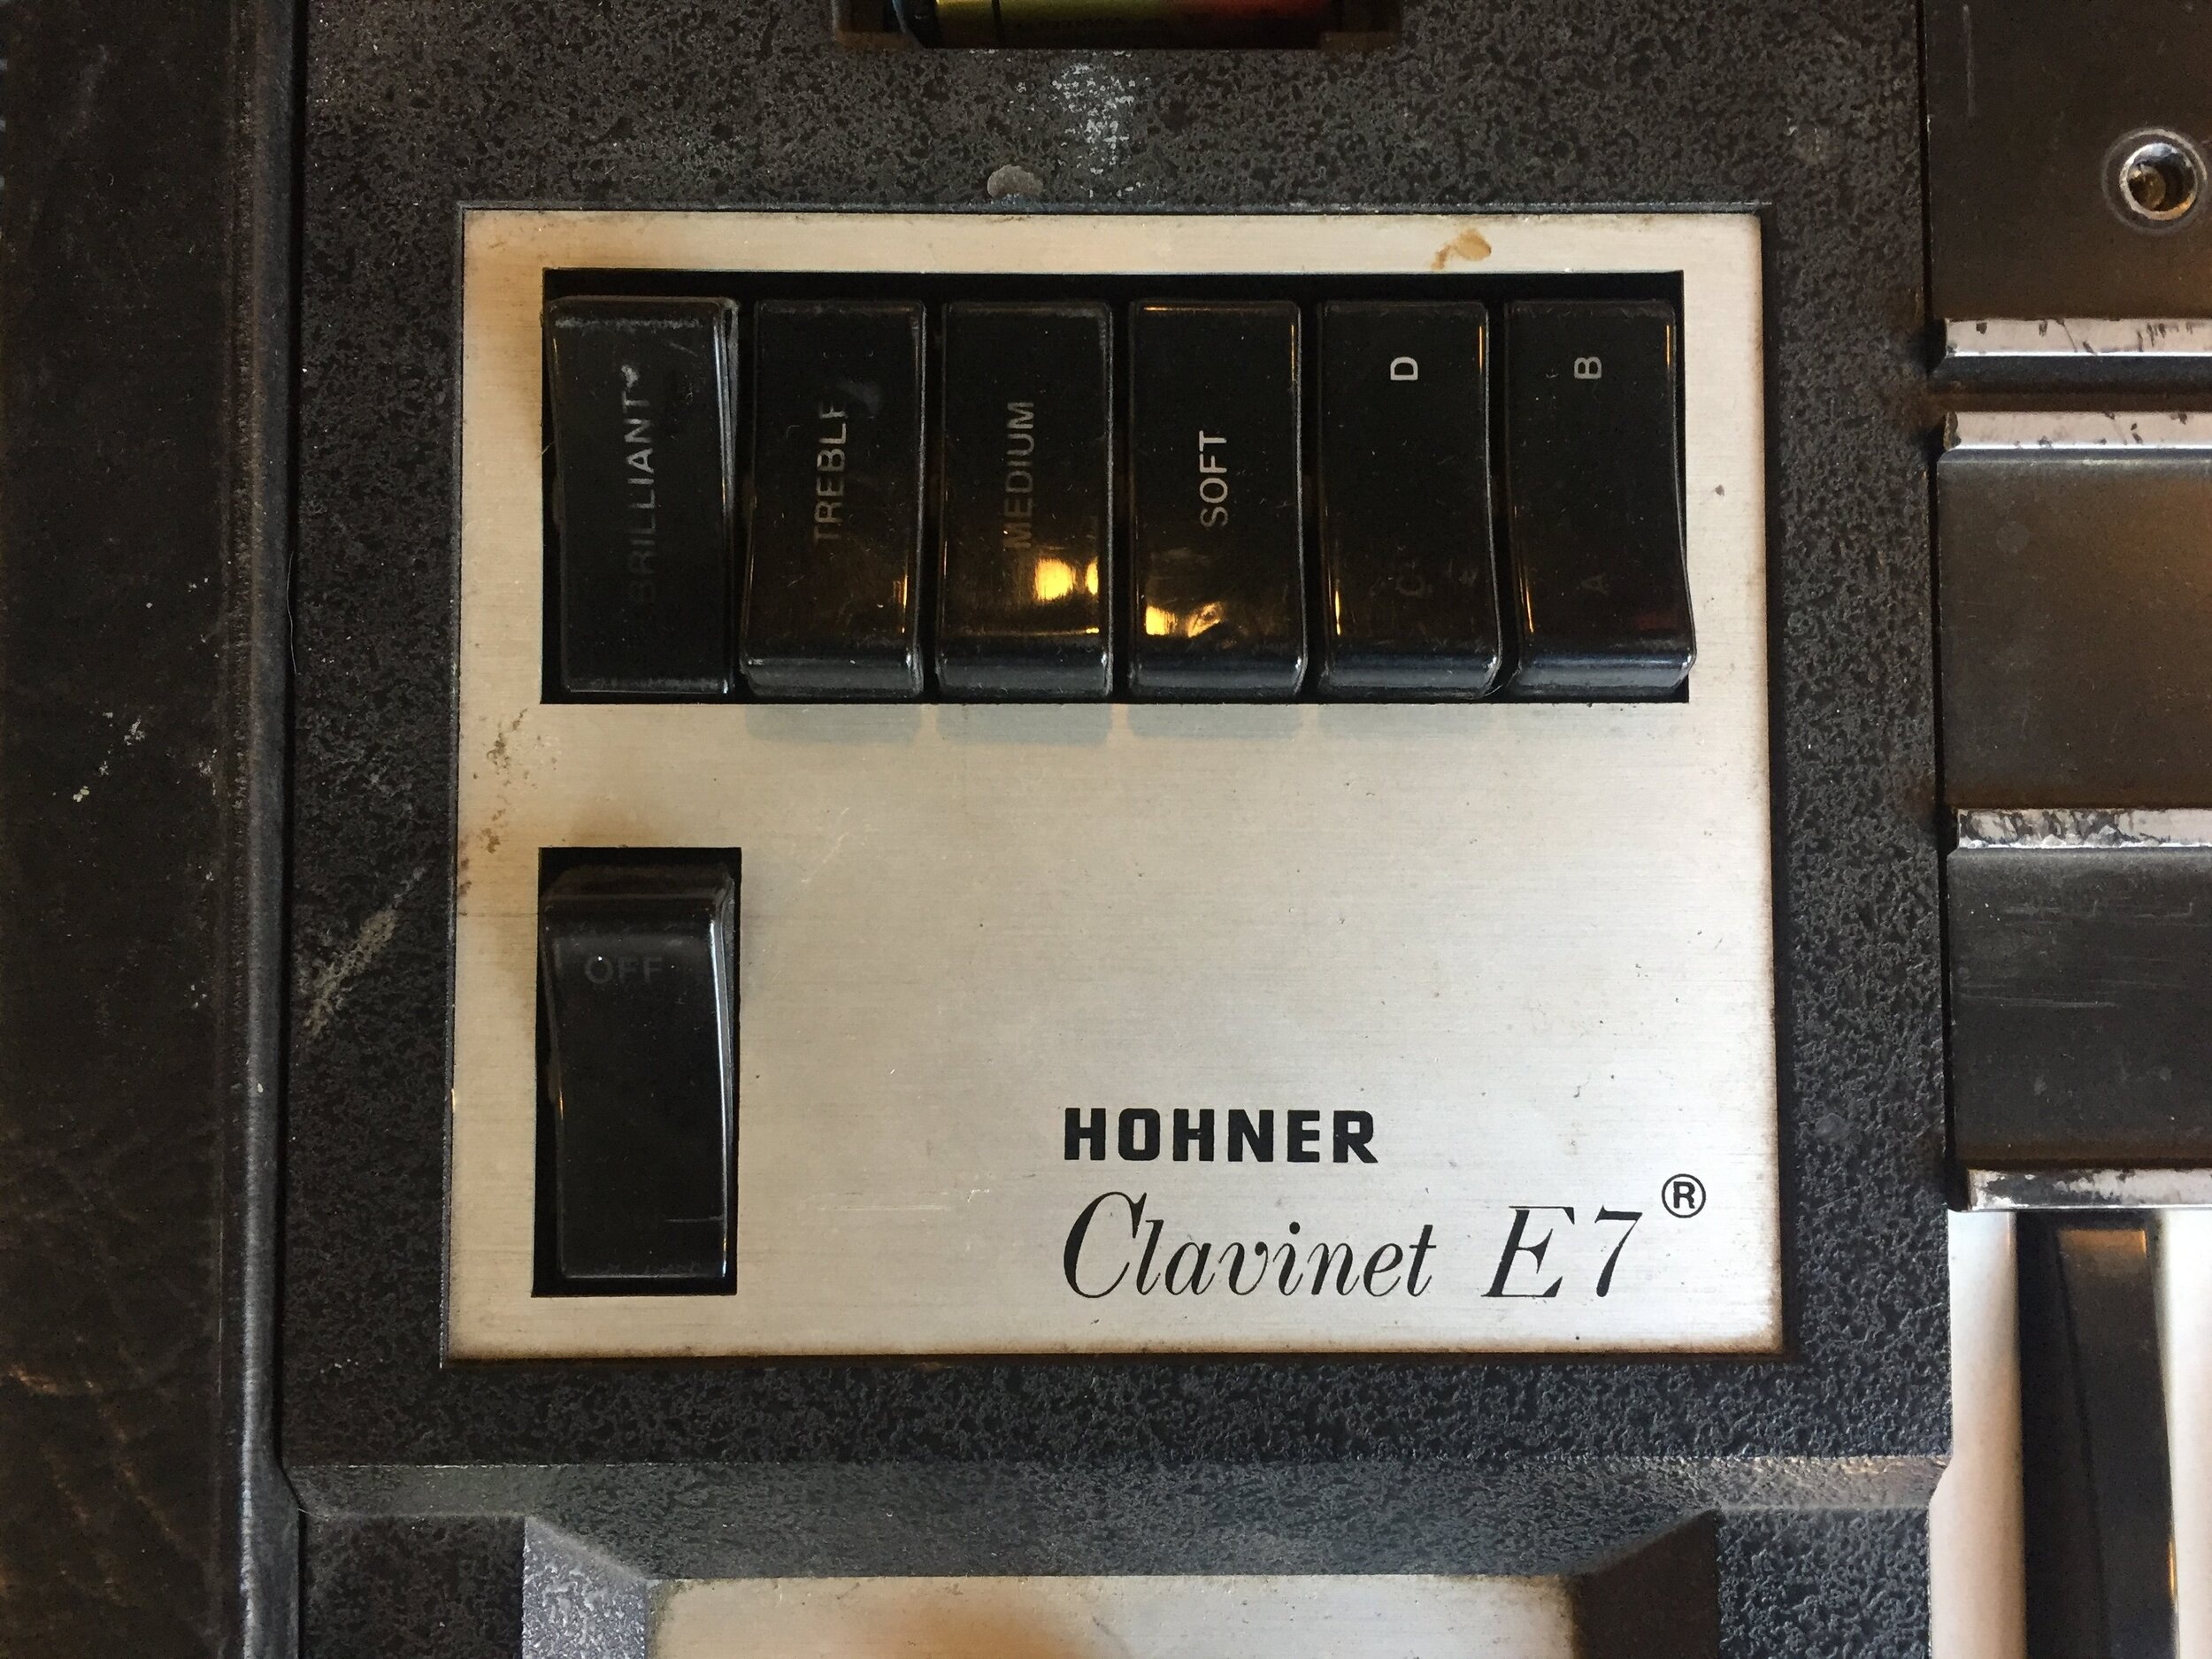 BRILLIANT
TREBLE
MEDIUM
SOFT
D
C
B
A
OFF
HOHNER
Clavinet E7®